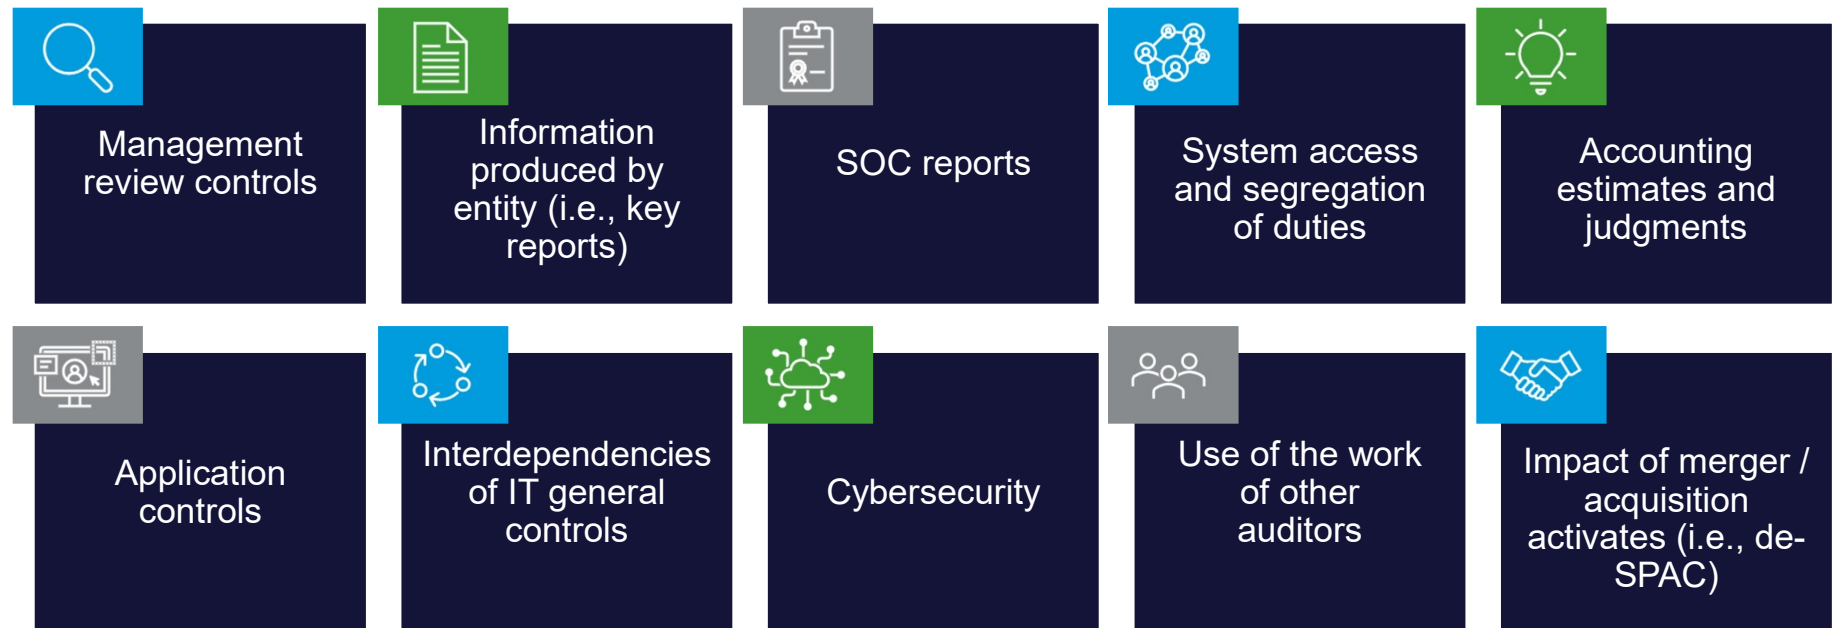 Management
review controls
Information
produced by
entity (i.e., key
reports)
SOC reports
System access
and segregation
of duties
Accounting
estimates and
judgments
Application
controls
Interdependencies
of IT general
controls
Cybersecurity
Use of the work
of other
auditors
Impact of merger /
acquisition
activates (i.e., de-
SPAC)